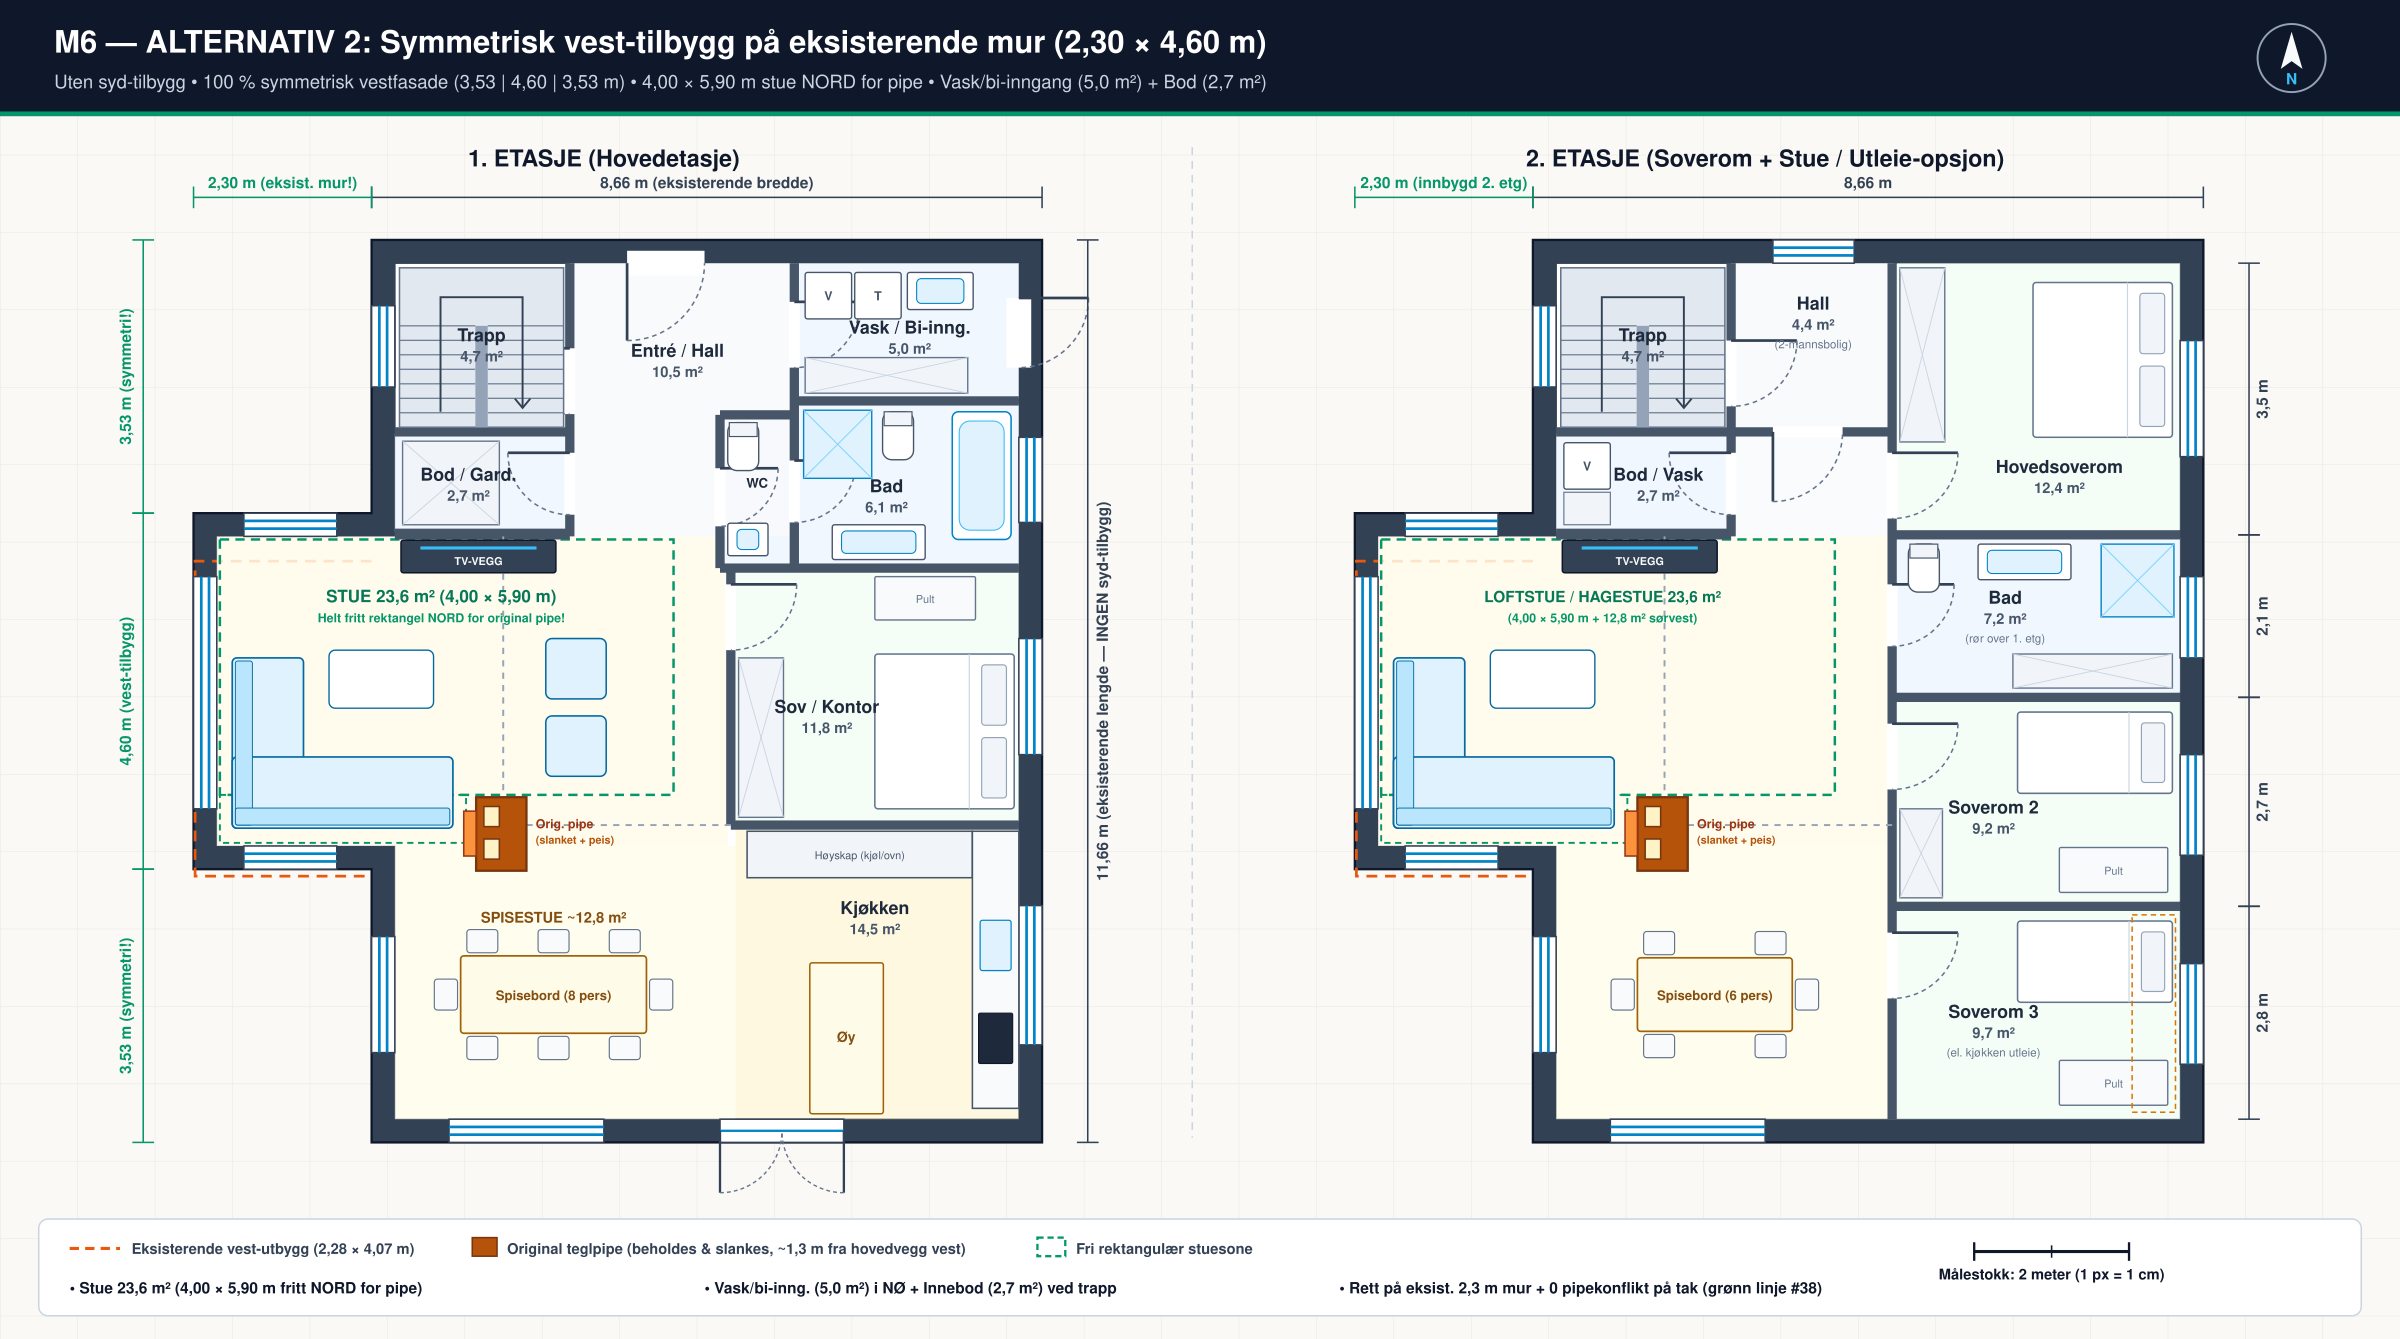 M6 — ALTERNATIV 2: Symmetrisk vest-tilbygg på eksisterende mur (2,30 × 4,60 m)
Uten syd-tilbygg • 100 % symmetrisk vestfasade (3,53 | 4,60 | 3,53 m) • 4,00 × 5,90 m stue NORD for pipe • Vask/bi-inngang (5,0 m²) + Bod (2,7 m²)
N
1. ETASJE (Hovedetasje)
2,30 m (eksist. mur!)
8,66 m (eksisterende bredde)
3,53 m (symmetri!)
4,60 m (vest-tilbygg)
3,53 m (symmetri!)
11,66 m (eksisterende lengde — INGEN syd-tilbygg)
Trapp
4,7 m²
Entré / Hall
10,5 m²
V
T
Vask / Bi-inng.
5,0 m²
Bod / Gard.
2,7 m²
WC
Bad
6,1 m²
TV-VEGG
STUE 23,6 m² (4,00 × 5,90 m)
Helt fritt rektangel NORD for original pipe!
Pult
Sov / Kontor
11,8 m²
Orig. pipe
(slanket + peis)
Høyskap (kjøl/ovn)
SPISESTUE ~12,8 m²
Spisebord (8 pers)
Kjøkken
14,5 m²
Øy
2. ETASJE (Soverom + Stue / Utleie-opsjon)
2,30 m (innbygd 2. etg)
8,66 m
Trapp
4,7 m²
Hall
4,4 m²
(2-mannsbolig)
Hovedsoverom
12,4 m²
3,5 m
V
Bod / Vask
2,7 m²
TV-VEGG
LOFTSTUE / HAGESTUE 23,6 m²
(4,00 × 5,90 m + 12,8 m² sørvest)
Bad
7,2 m²
(rør over 1. etg)
2,1 m
Soverom 2
9,2 m²
Pult
2,7 m
Orig. pipe
(slanket + peis)
Spisebord (6 pers)
Soverom 3
9,7 m²
(el. kjøkken utleie)
Pult
2,8 m
Eksisterende vest-utbygg (2,28 × 4,07 m)
Original teglpipe (beholdes & slankes, ~1,3 m fra hovedvegg vest)
Fri rektangulær stuesone
Målestokk: 2 meter (1 px = 1 cm)
• Stue 23,6 m² (4,00 × 5,90 m fritt NORD for pipe)
• Vask/bi-inng. (5,0 m²) i NØ + Innebod (2,7 m²) ved trapp
• Rett på eksist. 2,3 m mur + 0 pipekonflikt på tak (grønn linje #38)